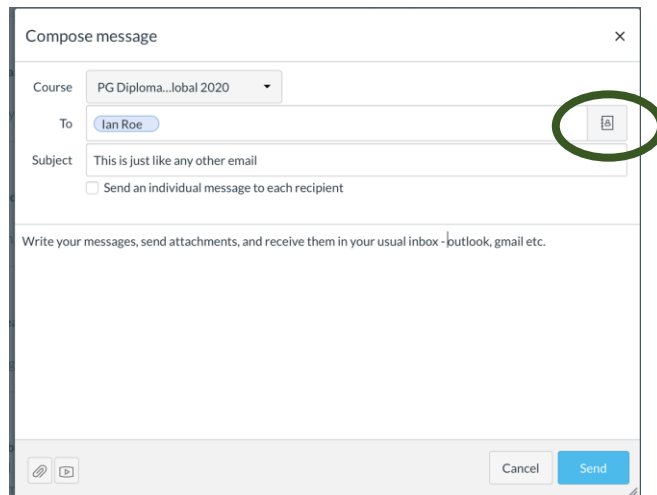 Compose message
Course PG Diploma...lobal 2020
To Ian Roe
Subject This is just like any other email
Send an individual message to each recipient
Write your messages, send attachments, and receive them in your usual inbox - outlook, gmail etc.
Cancel Send